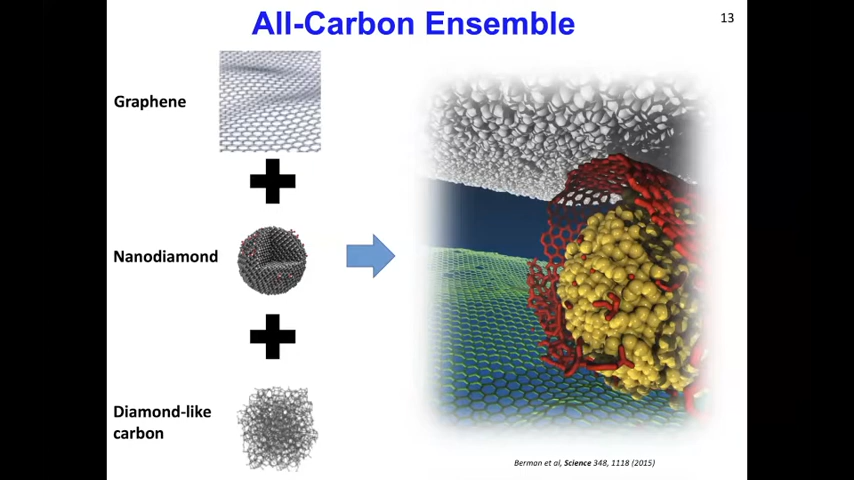 All-Carbon Ensemble
13
Graphene
Nanodiamond
Diamond-like
carbon
Berman et al, Science 348, 1118 (2015)